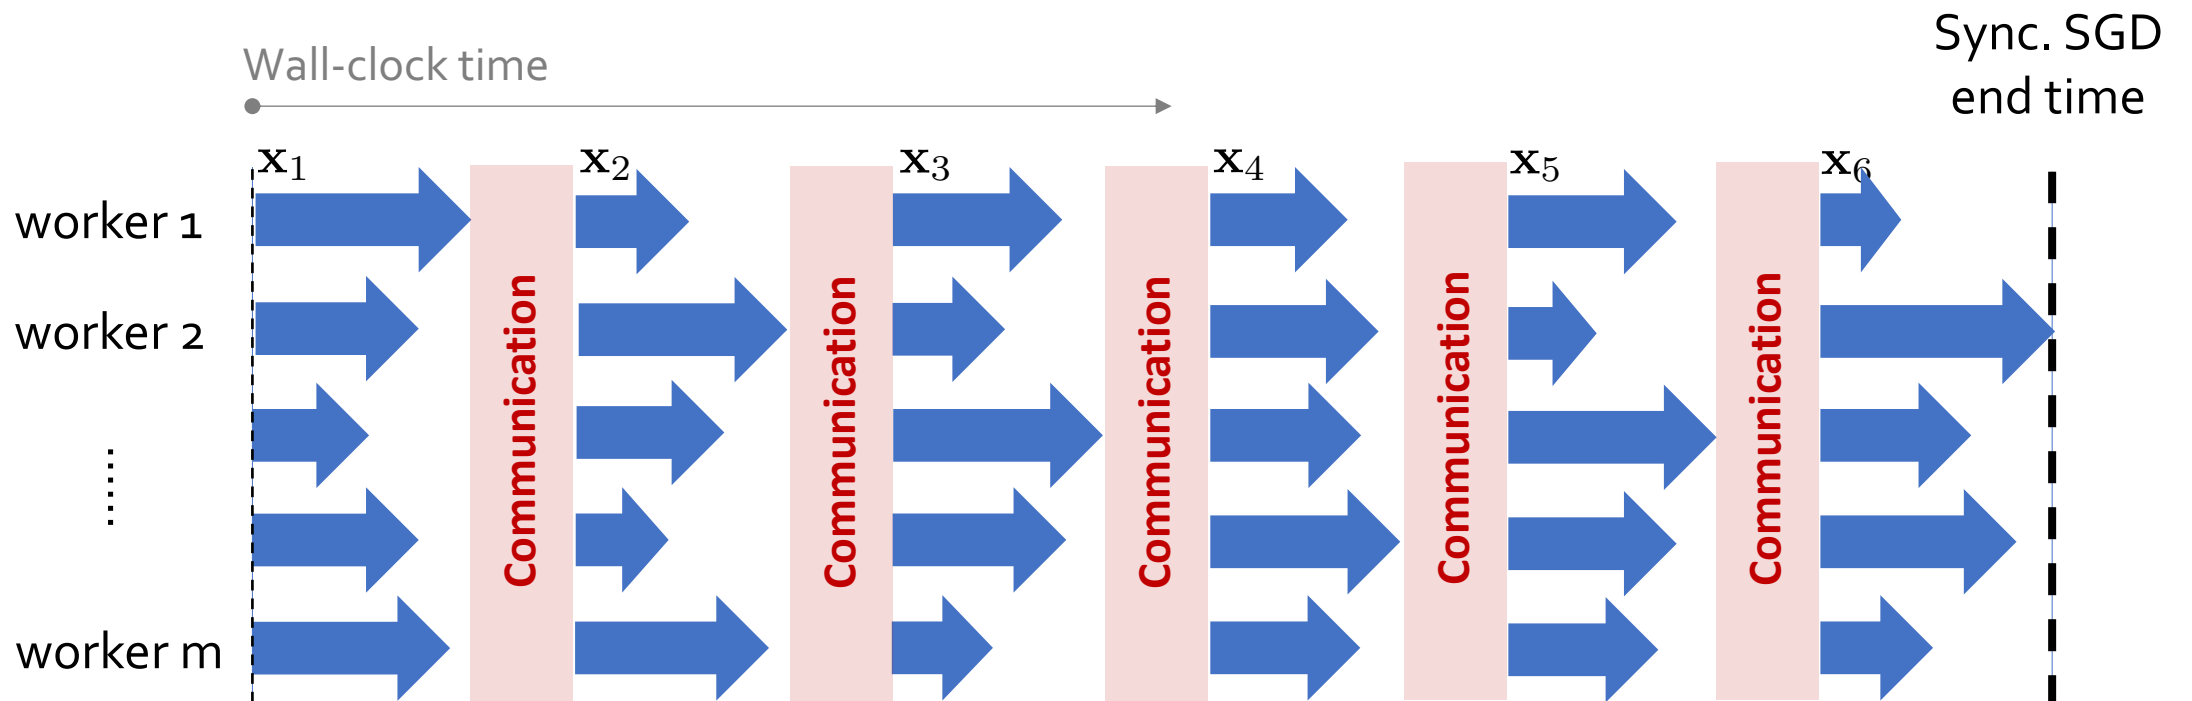 Sync. SGD
end time
Wall-clock time
x₁ x₂ x₃ x₄ x₅ x₆
worker 1
worker 2
......
worker m
Communication
Communication
Communication
Communication
Communication